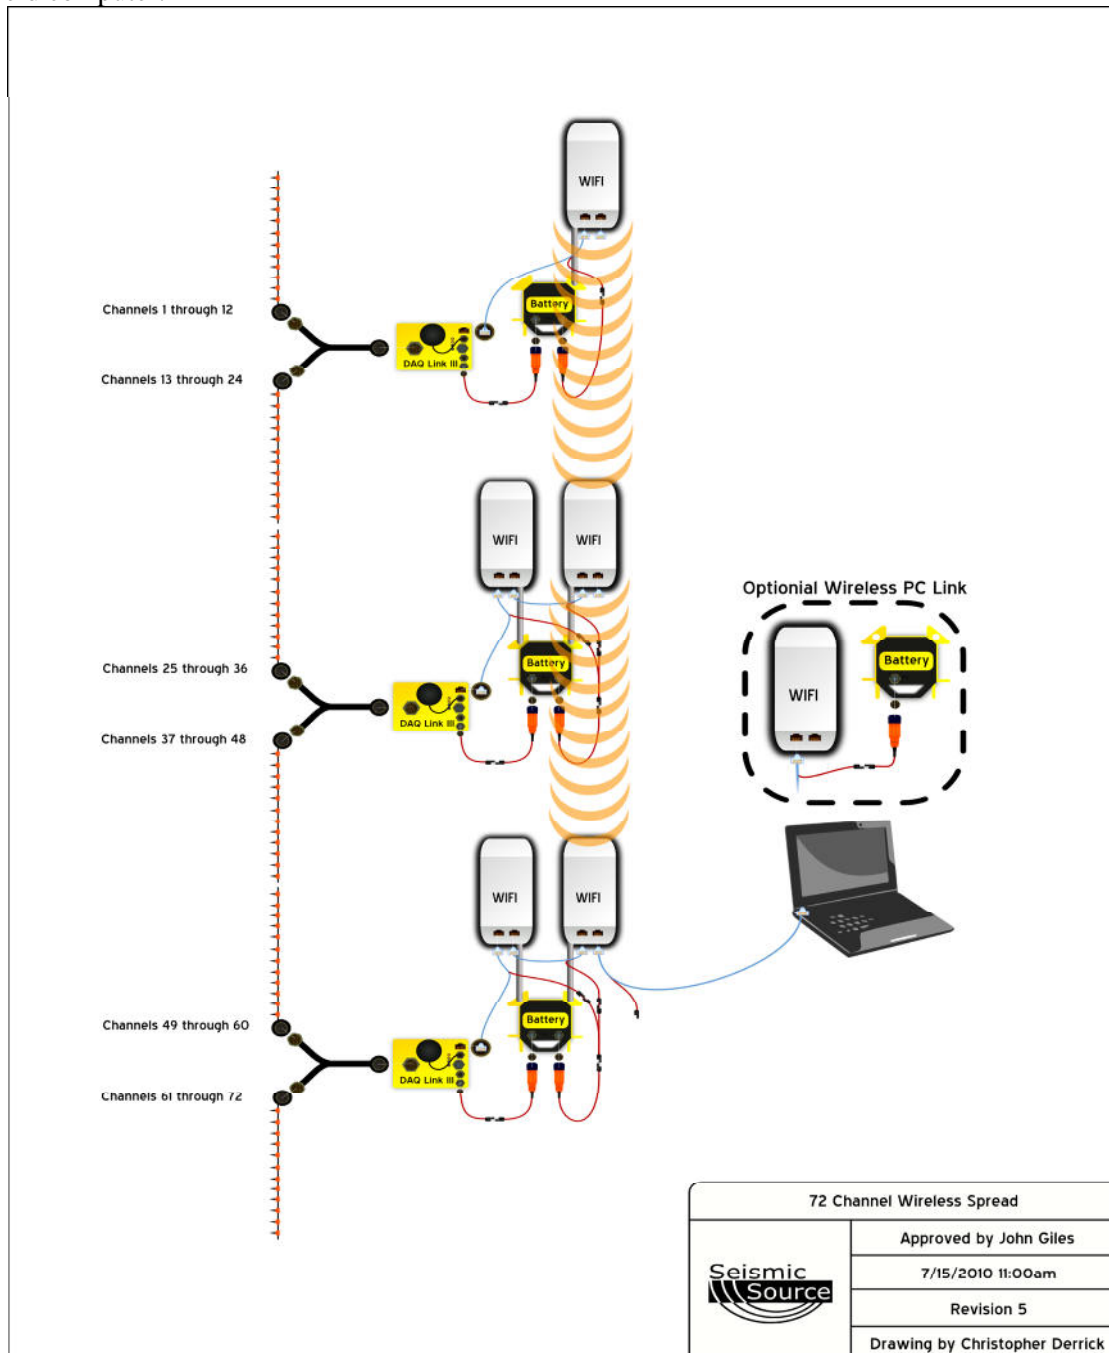 WIFI
Channels 1 through 12
Battery
DAQ Link III
Channels 13 through 24
WIFI
WIFI
Optionial Wireless PC Link
Channels 25 through 36
Battery
Battery
WIFI
DAQ Link III
Channels 37 through 48
WIFI
WIFI
Channels 49 through 60
Battery
DAQ Link III
Channels 61 through 72
72 Channel Wireless Spread
Approved by John Giles
Seismic
Source
7/15/2010 11:00am
Revision 5
Drawing by Christopher Derrick